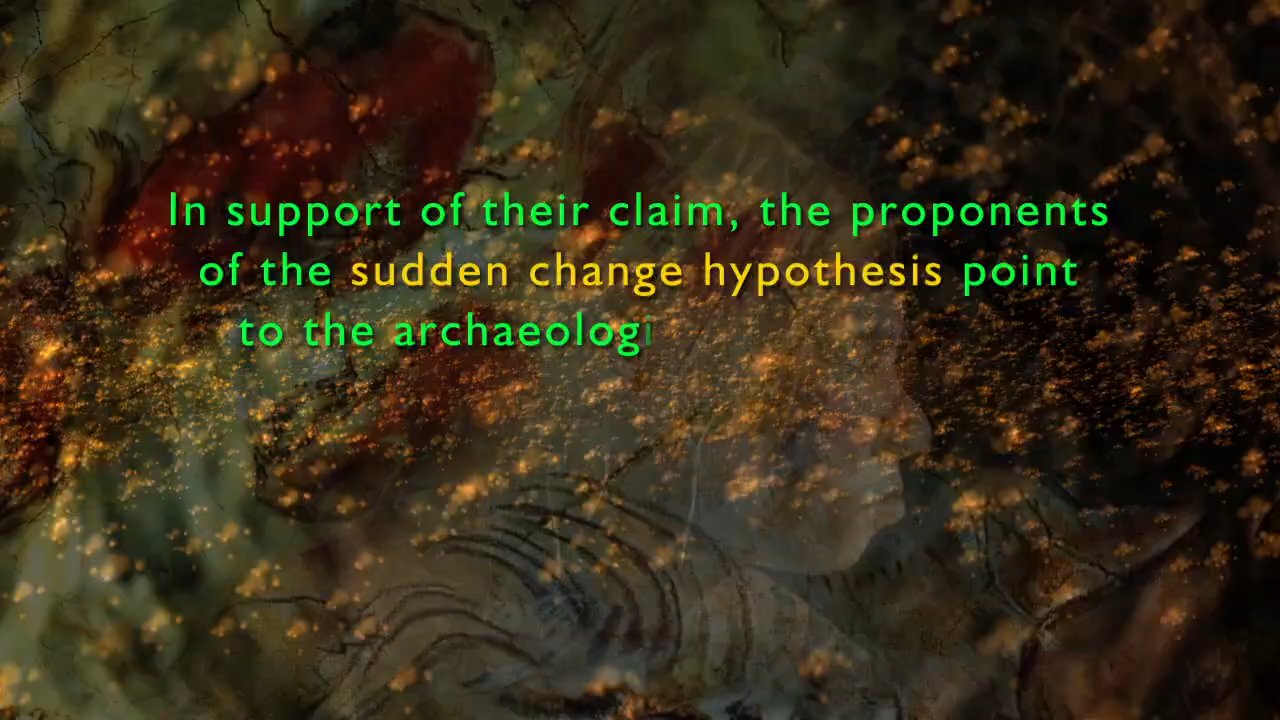 In support of their claim, the proponents
of the sudden change hypothesis point
to the archaeologi